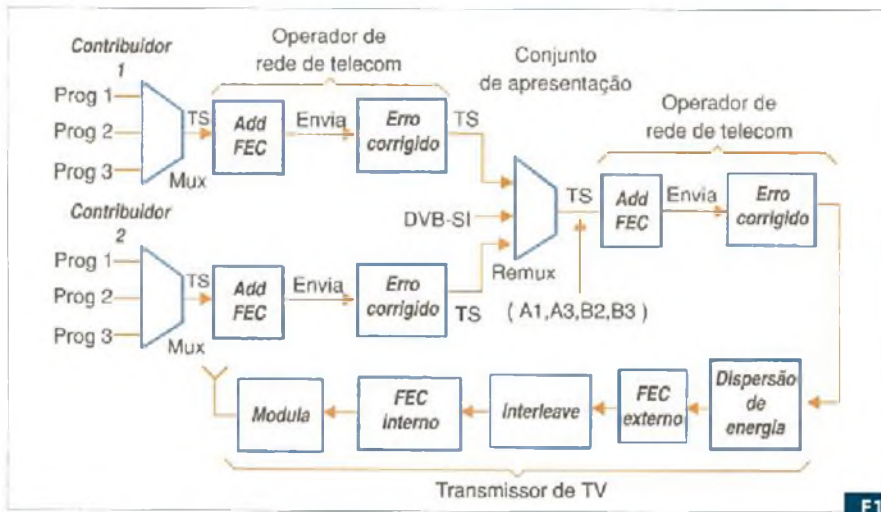 Contribuidor
1
Prog 1
Prog 2
Prog 3
Mux
TS
Operador de
rede de telecom
Add
FEC
Envia
Erro
corrigido
TS
Contribuidor
2
Prog 1
Prog 2
Prog 3
Mux
TS
Add
FEC
Envia
Erro
corrigido
TS
Conjunto
de apresentação
DVB-SI
Remux
TS
( A1,A3,B2,B3 )
Operador de
rede de telecom
Add
FEC
Envia
Erro
corrigido
Dispersão
de
energia
FEC
externo
Interleave
FEC
interno
Modula
Transmissor de TV
F1